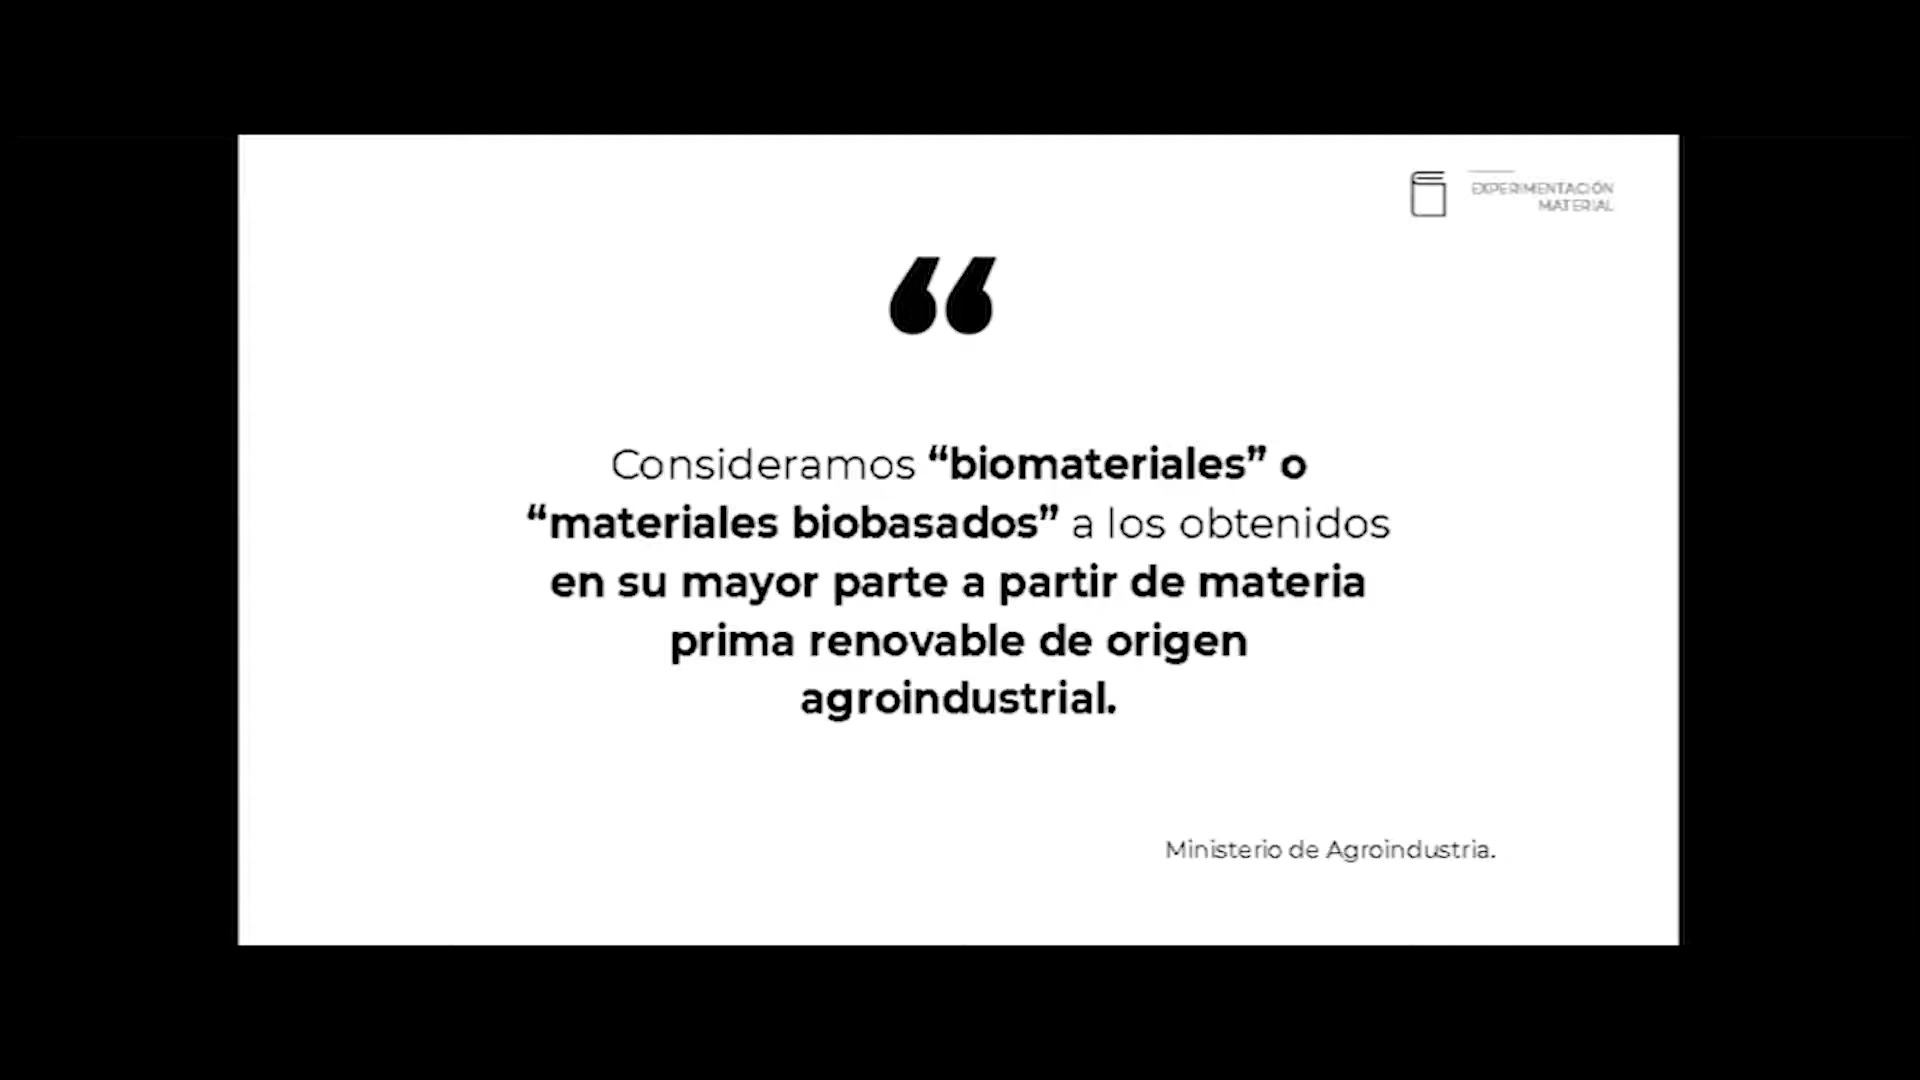 EXPERIMENTACIÓN
MATERIAL
“
Consideramos “biomateriales” o
“materiales biobasados” a los obtenidos
en su mayor parte a partir de materia
prima renovable de origen
agroindustrial.
Ministerio de Agroindustria.